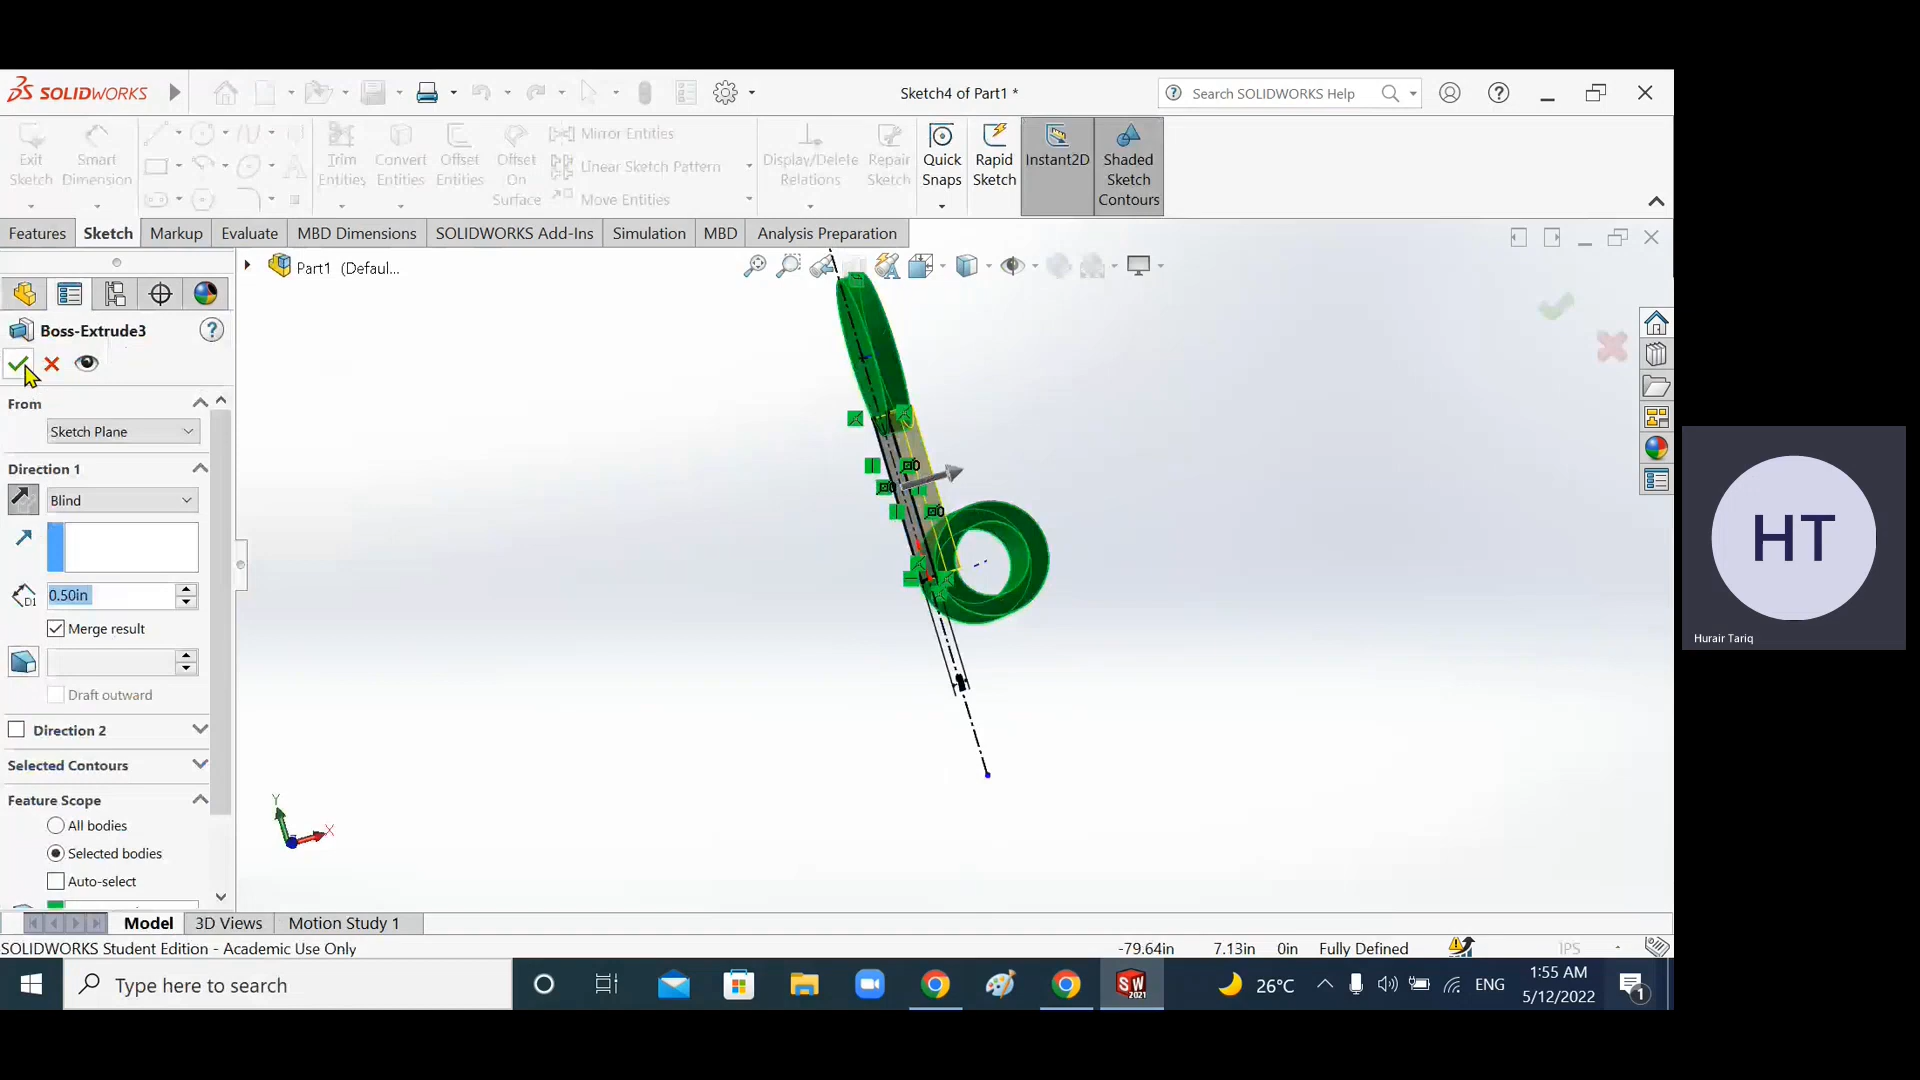 SOLIDWORKS
Sketch4 of Part1 *
Search SOLIDWORKS Help
Exit Sketch
Smart Dimension
Trim Entities
Convert Entities
Offset Entities
Offset On Surface
Mirror Entities
Linear Sketch Pattern
Move Entities
Display/Delete Relations
Repair Sketch
Quick Snaps
Rapid Sketch
Instant2D
Shaded Sketch Contours
Features
Sketch
Markup
Evaluate
MBD Dimensions
SOLIDWORKS Add-Ins
Simulation
MBD
Analysis Preparation
Part1 (Defaul...
Boss-Extrude3
From
Sketch Plane
Direction 1
Blind
D1
0.50in
Merge result
Draft outward
Direction 2
Selected Contours
Feature Scope
All bodies
Selected bodies
Auto-select
Y
X
HT
Hurair Tariq
Model
3D Views
Motion Study 1
SOLIDWORKS Student Edition - Academic Use Only
-79.64in
7.13in
0in
Fully Defined
IPS
Type here to search
SW
2021
26°C
ENG
1:55 AM
5/12/2022
1